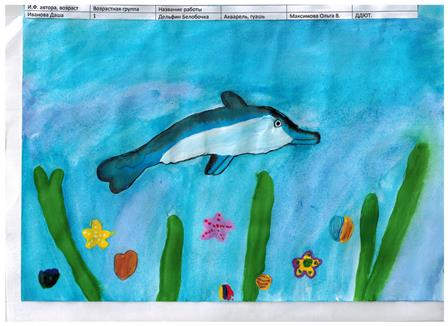 И.Ф. автора, возраст Возрастная группа Название работы
Иванова Даша 1 Дельфин Белобочка Акварель, гуашь Максимова Ольга В. ДДЮТ.